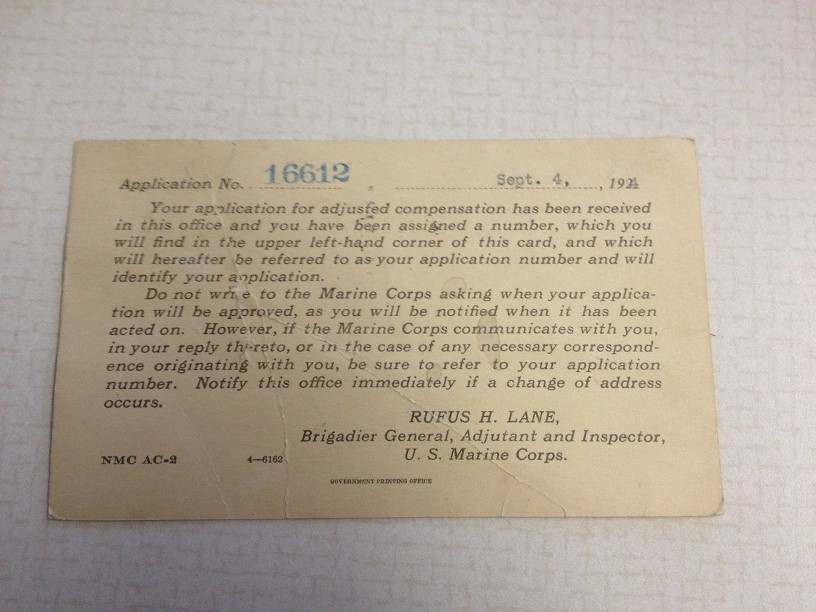 Application No. 16612 , Sept. 4, , 1924
Your application for adjusted compensation has been received
in this office and you have been assigned a number, which you
will find in the upper left-hand corner of this card, and which
will hereafter be referred to as your application number and will
identify your application.
Do not write to the Marine Corps asking when your applica-
tion will be approved, as you will be notified when it has been
acted on. However, if the Marine Corps communicates with you,
in your reply thereto, or in the case of any necessary correspond-
ence originating with you, be sure to refer to your application
number. Notify this office immediately if a change of address
occurs.
RUFUS H. LANE,
Brigadier General, Adjutant and Inspector,
U. S. Marine Corps.
NMC AC-2 4—6162
GOVERNMENT PRINTING OFFICE